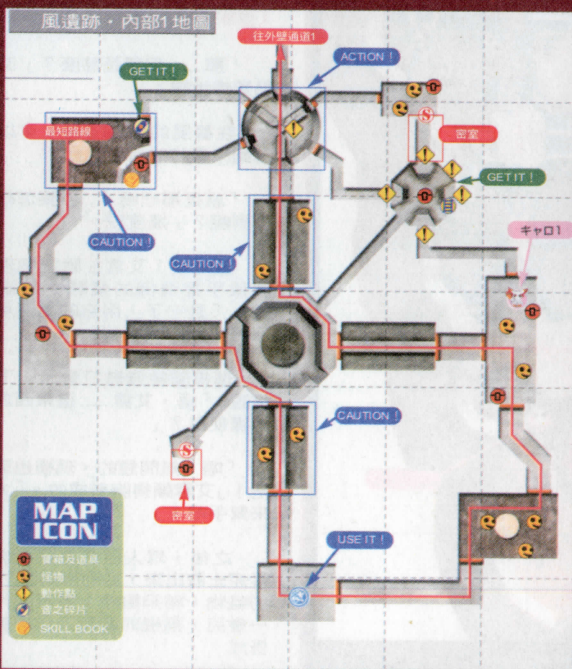 風遺跡・內部1地圖
往外壁通道1
GET IT！
ACTION！
最短路線
密室
GET IT！
CAUTION！
CAUTION！
キャロ1
CAUTION！
密室
USE IT！
MAP
ICON
寶箱及道具
怪物
動作點
音之碎片
SKILL BOOK